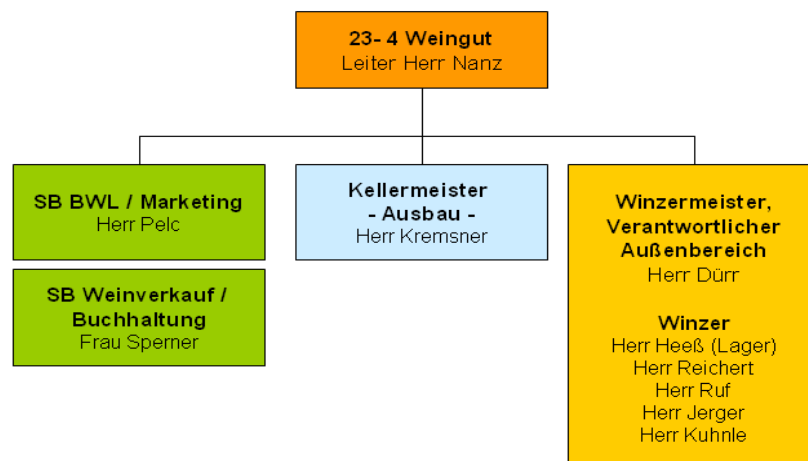 23- 4 Weingut
Leiter Herr Nanz
SB BWL / Marketing
Herr Pelc
SB Weinverkauf /
Buchhaltung
Frau Sperner
Kellermeister
- Ausbau -
Herr Kremsner
Winzermeister,
Verantwortlicher
Außenbereich
Herr Dürr
Winzer
Herr Heeß (Lager)
Herr Reichert
Herr Ruf
Herr Jerger
Herr Kuhnle